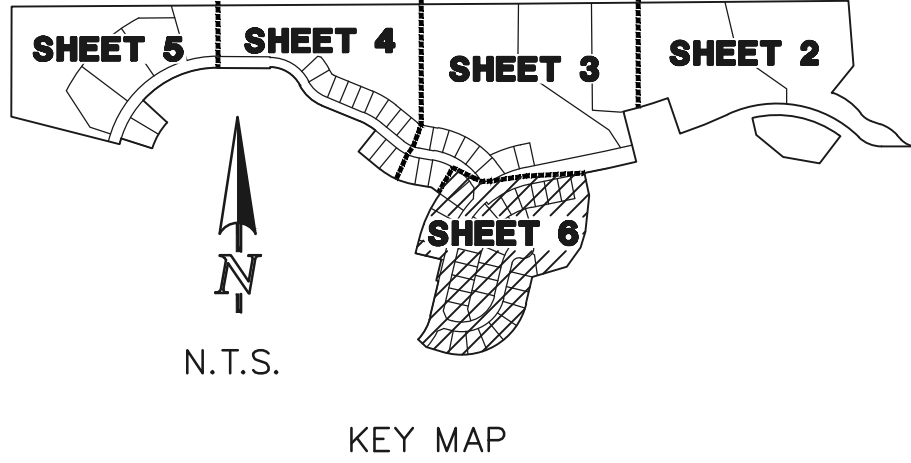 SHEET 5
SHEET 4
SHEET 3
SHEET 2
SHEET 6
N
N.T.S.
KEY MAP